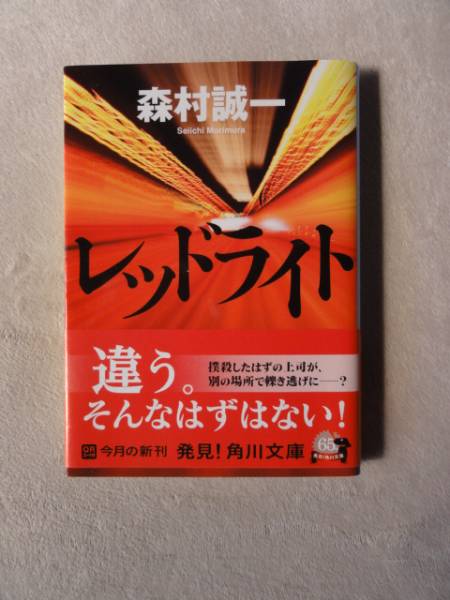 森村誠一
Seiichi Morimura
レッドライト
違う。
そんなはずはない!
撲殺したはずの上司が、
別の場所で轢き逃げに——?
今月の新刊 発見!角川文庫
65